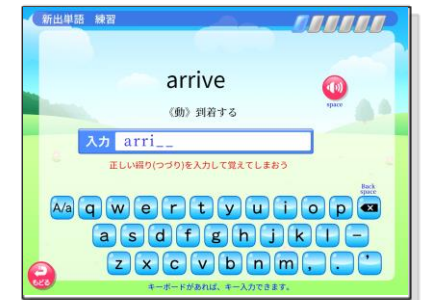 新出単語 練習
arrive
space
《動》到着する
入力 arri__
正しい綴り(つづり)を入力して覚えてしまおう
Back
space
A/a q w e r t y u i o p
a s d f g h j k l -
z x c v b n m , . '
もどる
キーボードがあれば、キー入力できます。